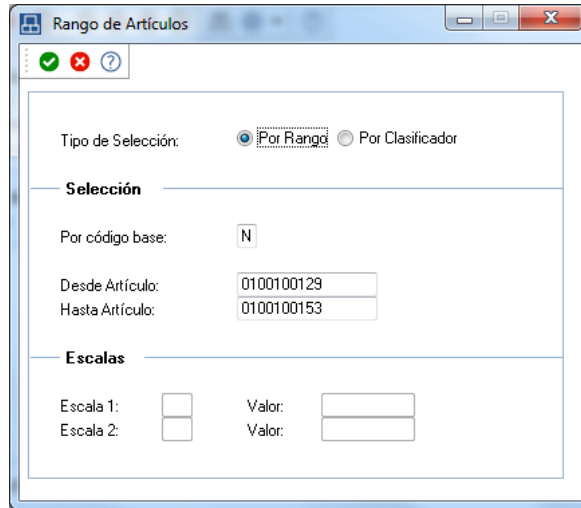 Rango de Artículos
Tipo de Selección: Por Rango Por Clasificador
Selección
Por código base: N
Desde Artículo: 0100100129
Hasta Artículo: 0100100153
Escalas
Escala 1: Valor:
Escala 2: Valor: